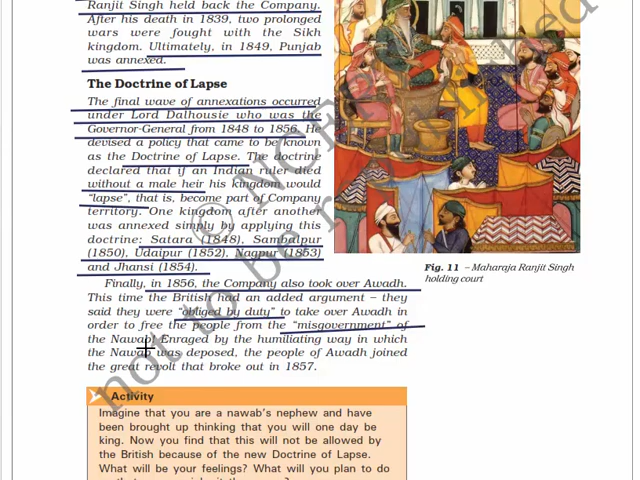 Ranjit Singh held back the Company.
After his death in 1839, two prolonged
wars were fought with the Sikh
kingdom. Ultimately, in 1849, Punjab
was annexed.
The Doctrine of Lapse
The final wave of annexations occurred
under Lord Dalhousie who was the
Governor-General from 1848 to 1856. He
devised a policy that came to be known
as the Doctrine of Lapse. The doctrine
declared that if an Indian ruler died
without a male heir his kingdom would
“lapse”, that is, become part of Company
territory. One kingdom after another
was annexed simply by applying this
doctrine: Satara (1848), Sambalpur
(1850), Udaipur (1852), Nagpur (1853)
and Jhansi (1854).
Finally, in 1856, the Company also took over Awadh.
This time the British had an added argument – they
said they were “obliged by duty” to take over Awadh in
order to free the people from the “misgovernment” of
the Nawab! Enraged by the humiliating way in which
the Nawab was deposed, the people of Awadh joined
the great revolt that broke out in 1857.
Fig. 11 – Maharaja Ranjit Singh
holding court
Activity
Imagine that you are a nawab’s nephew and have
been brought up thinking that you will one day be
king. Now you find that this will not be allowed by
the British because of the new Doctrine of Lapse.
What will be your feelings? What will you plan to do
© NCERT
not to be